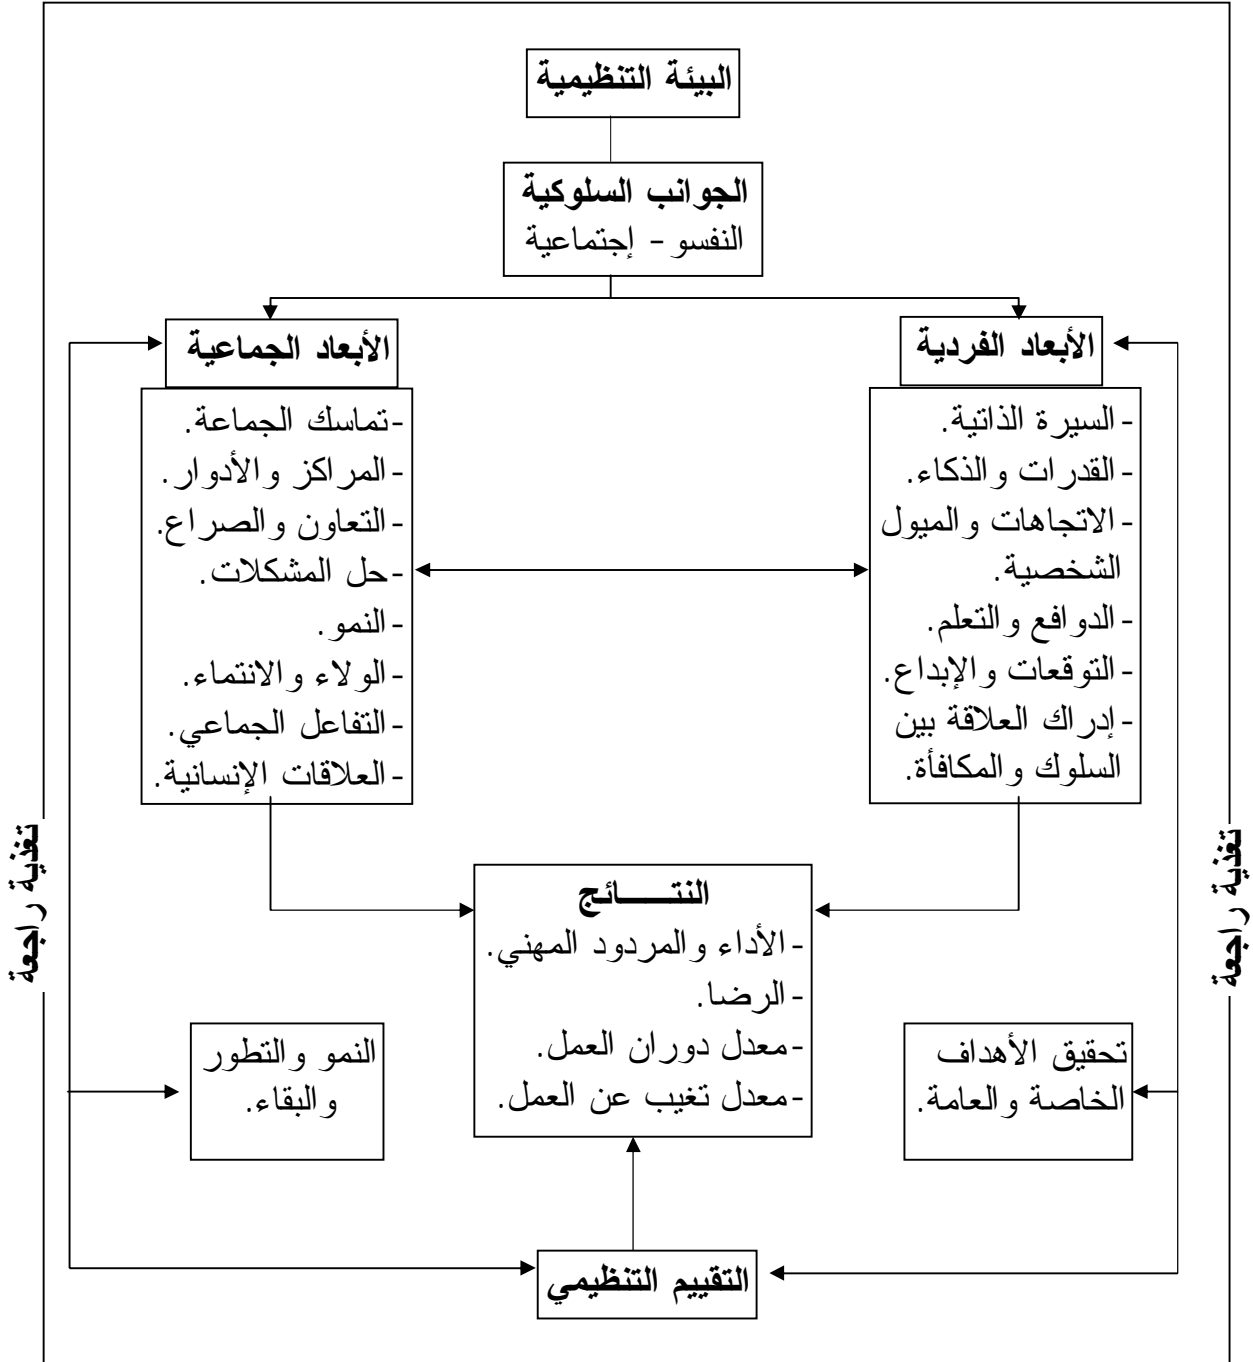 البيئة التنظيمية
الجوانب السلوكية
النفسو - إجتماعية
الأبعاد الفردية
- السيرة الذاتية.
- القدرات والذكاء.
- الاتجاهات والميول
الشخصية.
- الدوافع والتعلم.
- التوقعات والإبداع.
- إدراك العلاقة بين
السلوك والمكافأة.
الأبعاد الجماعية
- تماسك الجماعة.
- المراكز والأدوار.
- التعاون والصراع.
- حل المشكلات.
- النمو.
- الولاء والانتماء.
- التفاعل الجماعي.
- العلاقات الإنسانية.
تغذية راجعة
تغذية راجعة
النتـــــائج
- الأداء والمردود المهني.
- الرضا.
- معدل دوران العمل.
- معدل تغيب عن العمل.
تحقيق الأهداف
الخاصة والعامة.
النمو والتطور
والبقاء.
التقييم التنظيمي